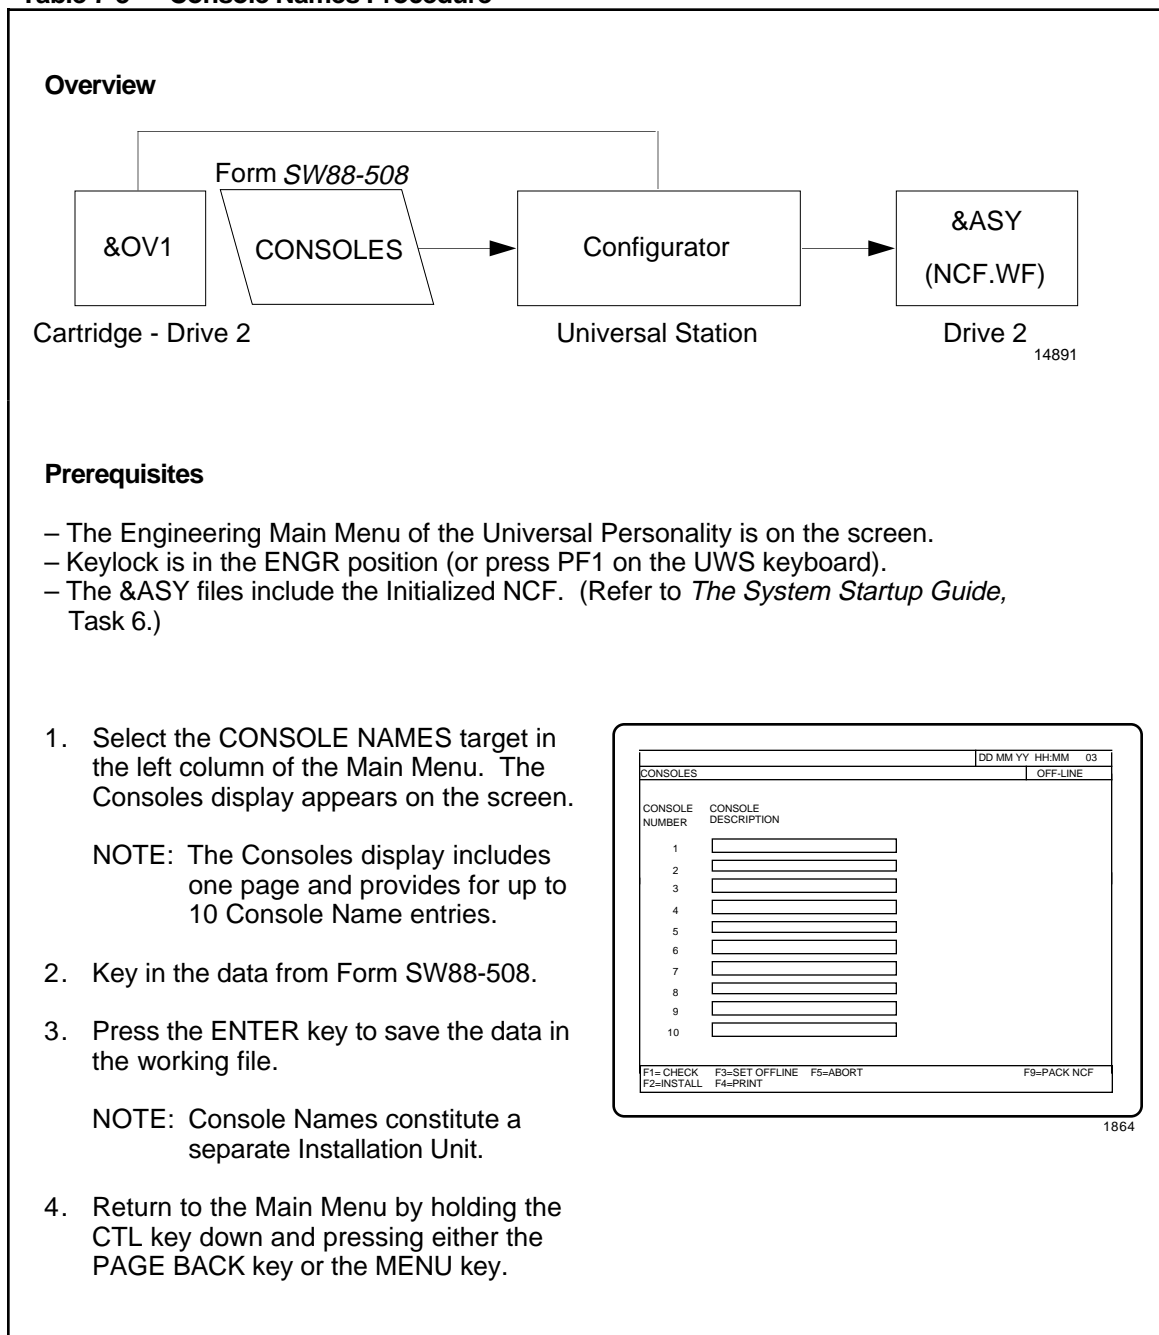 Overview
Form SW88-508
&OV1
CONSOLES
Configurator
&ASY
(NCF.WF)
Cartridge - Drive 2
Universal Station
Drive 2
14891
Prerequisites
– The Engineering Main Menu of the Universal Personality is on the screen.
– Keylock is in the ENGR position (or press PF1 on the UWS keyboard).
– The &ASY files include the Initialized NCF.  (Refer to The System Startup Guide,
Task 6.)
1. Select the CONSOLE NAMES target in
the left column of the Main Menu.  The
Consoles display appears on the screen.
NOTE: The Consoles display includes
one page and provides for up to
10 Console Name entries.
2. Key in the data from Form SW88-508.
3. Press the ENTER key to save the data in
the working file.
NOTE: Console Names constitute a
separate Installation Unit.
4. Return to the Main Menu by holding the
CTL key down and pressing either the
PAGE BACK key or the MENU key.
DD MM YY HH:MM 03
CONSOLES OFF-LINE
CONSOLE CONSOLE
NUMBER DESCRIPTION
1
2
3
4
5
6
7
8
9
10
F1= CHECK F3=SET OFFLINE F5=ABORT F9=PACK NCF
F2=INSTALL F4=PRINT
1864